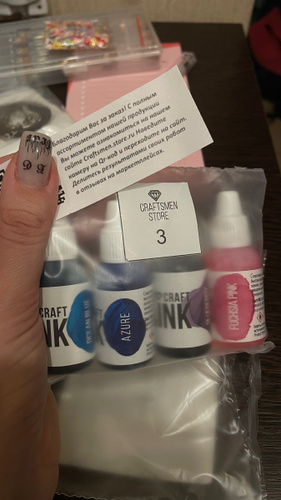 Благодарим Вас за заказ! С полным
ассортиментом нашей продукции
Вы можете ознакомиться на нашем
сайте Craftsmen.store.ru Наведите
камеру на Qr-код и переходите на сайт.
Делитесь результатами своих работ
в отзывах на маркетплейсах.
CRAFTSMEN
STORE
3
CRAFT
INK
AZURE
CRAFT
INK
FUCHSIA PINK